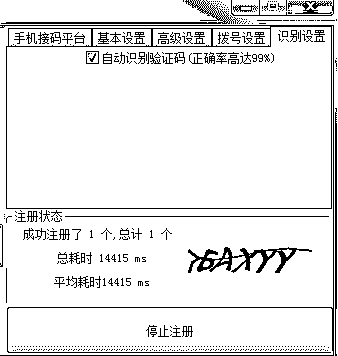 手机接码平台 基本设置 高级设置 拨号设置 识别设置
自动识别验证码(正确率高达99%)
注册状态
成功注册了 1 个,总计 1 个
总耗时 14415 ms
平均耗时14415 ms
停止注册